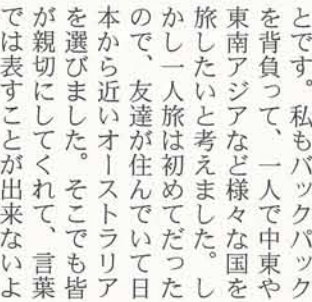 とです。私もバックパック
を背負って、一人で中東や
東南アジアなど様々な国を
旅したいと考えました。し
かし一人旅は初めてだった
ので、友達が住んでいて日
本から近いオーストラリア
を選びました。そこでも皆
が親切にしてくれて、言葉
では表すことが出来ないよ